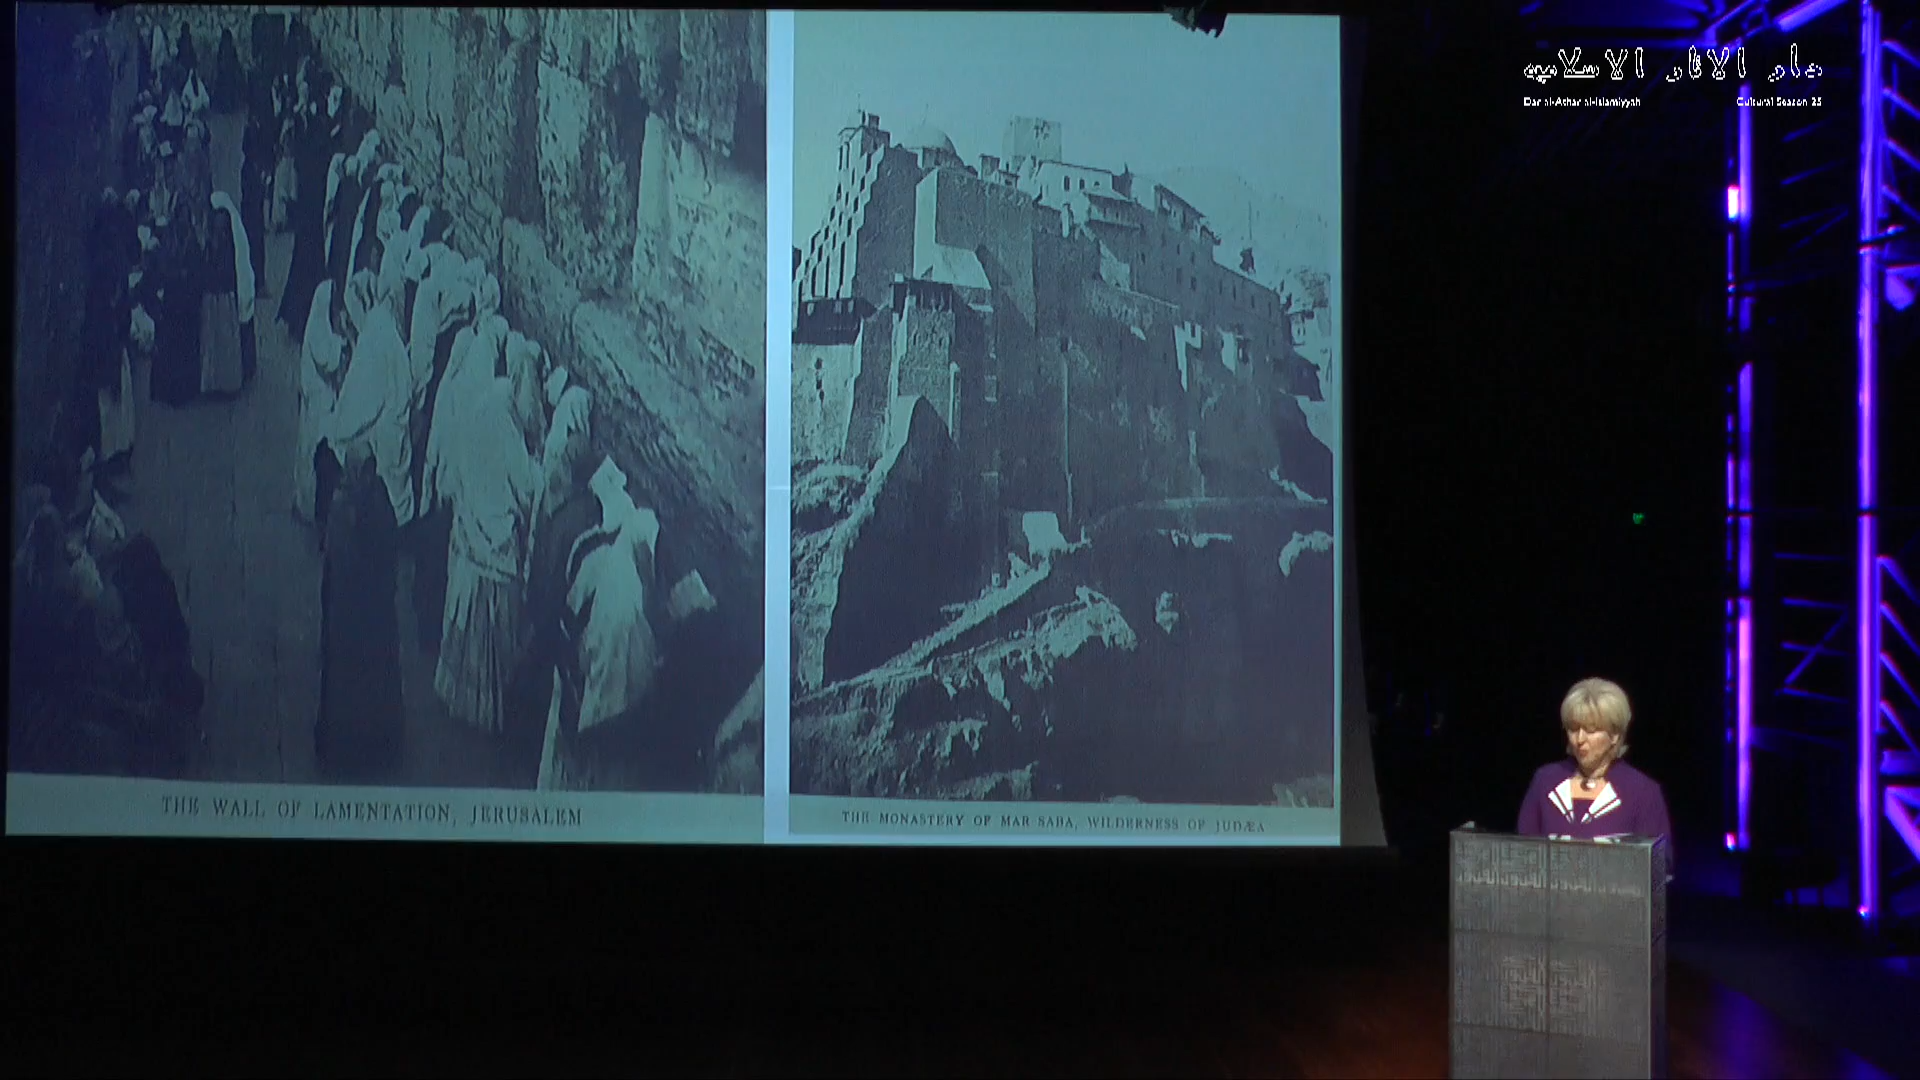 دار الآثار الاسلاميه
Dar al-Athar al-Islamiyyah
Cultural Season 25
THE WALL OF LAMENTATION, JERUSALEM
THE MONASTERY OF MAR SABA, WILDERNESS OF JUDÆA